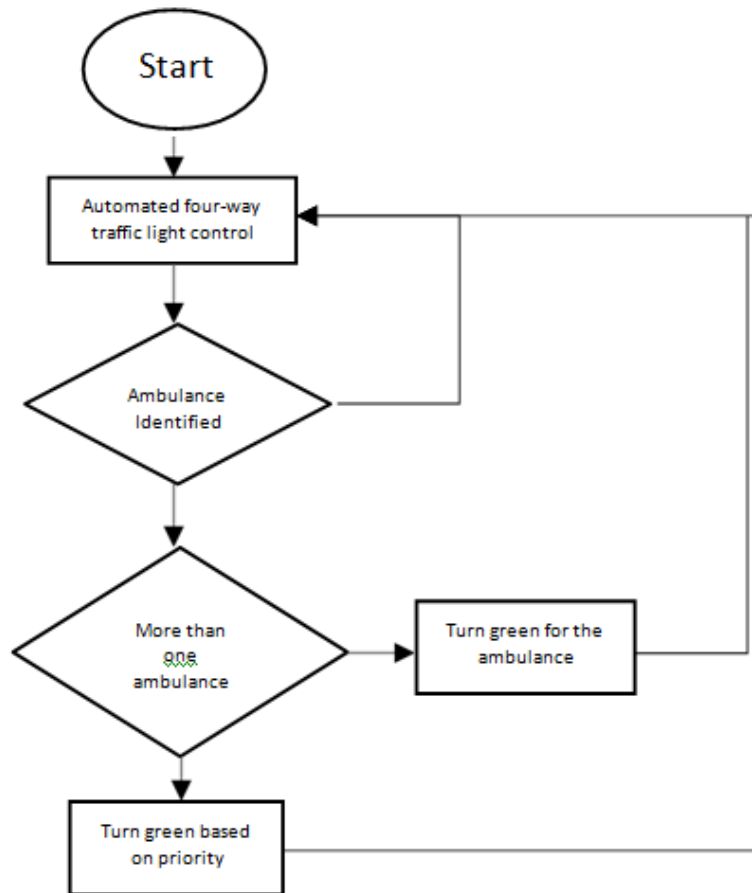 Start
Automated four-way
traffic light control
Ambulance
Identified
More than
one
ambulance
Turn green for the
ambulance
Turn green based
on priority